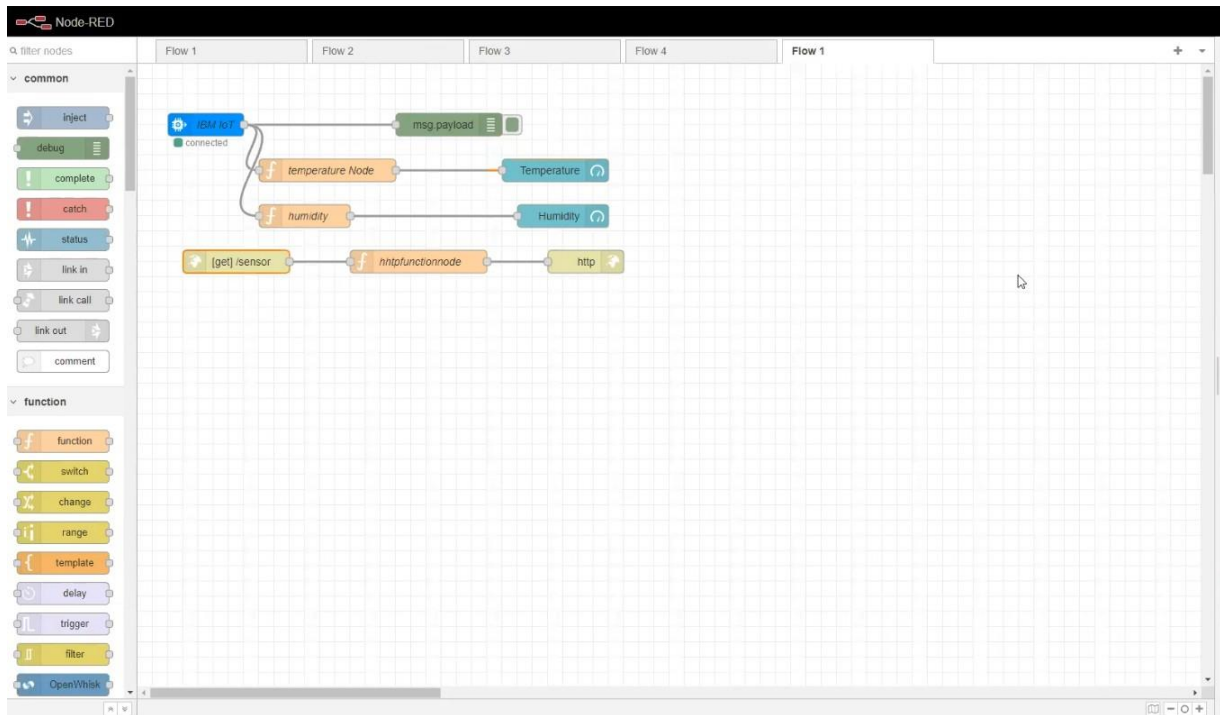 Node-RED
filter nodes
Flow 1
Flow 2
Flow 3
Flow 4
Flow 1
common
inject
debug
complete
catch
status
link in
link call
link out
comment
function
function
switch
change
range
template
delay
trigger
filter
OpenWhisk
IBM IoT
connected
msg.payload
temperature Node
Temperature
humidity
Humidity
[get] /sensor
hhtpfunctionnode
http